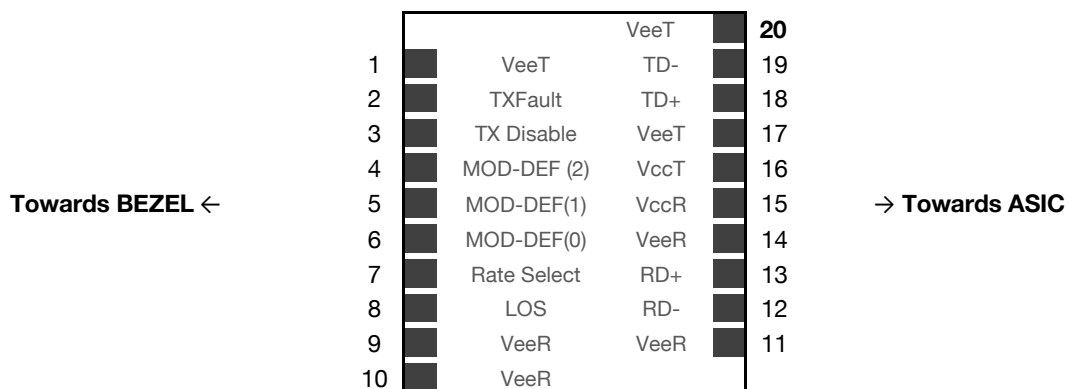 VeeT 20
1 VeeT TD- 19
2 TXFault TD+ 18
3 TX Disable VeeT 17
4 MOD-DEF (2) VccT 16
Towards BEZEL ← 5 MOD-DEF(1) VccR 15 → Towards ASIC
6 MOD-DEF(0) VeeR 14
7 Rate Select RD+ 13
8 LOS RD- 12
9 VeeR VeeR 11
10 VeeR